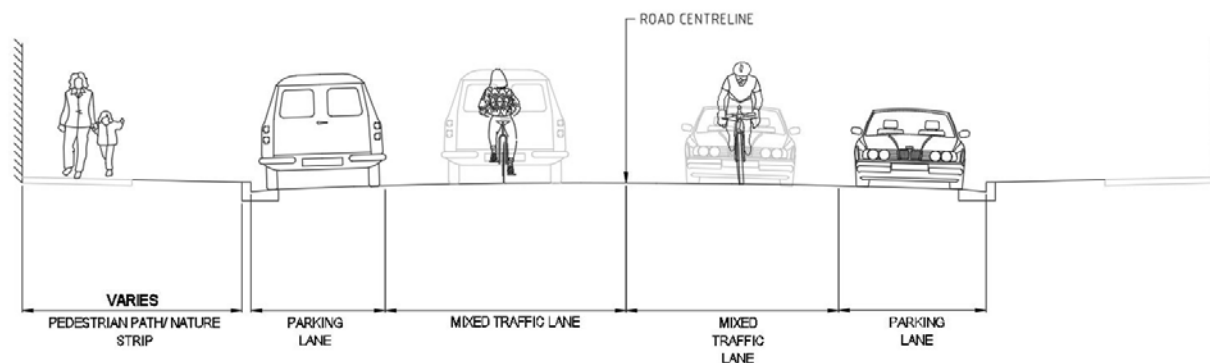 ROAD CENTRELINE
VARIES
PEDESTRIAN PATH/ NATURE
STRIP
PARKING
LANE
MIXED TRAFFIC LANE
MIXED
TRAFFIC
LANE
PARKING
LANE